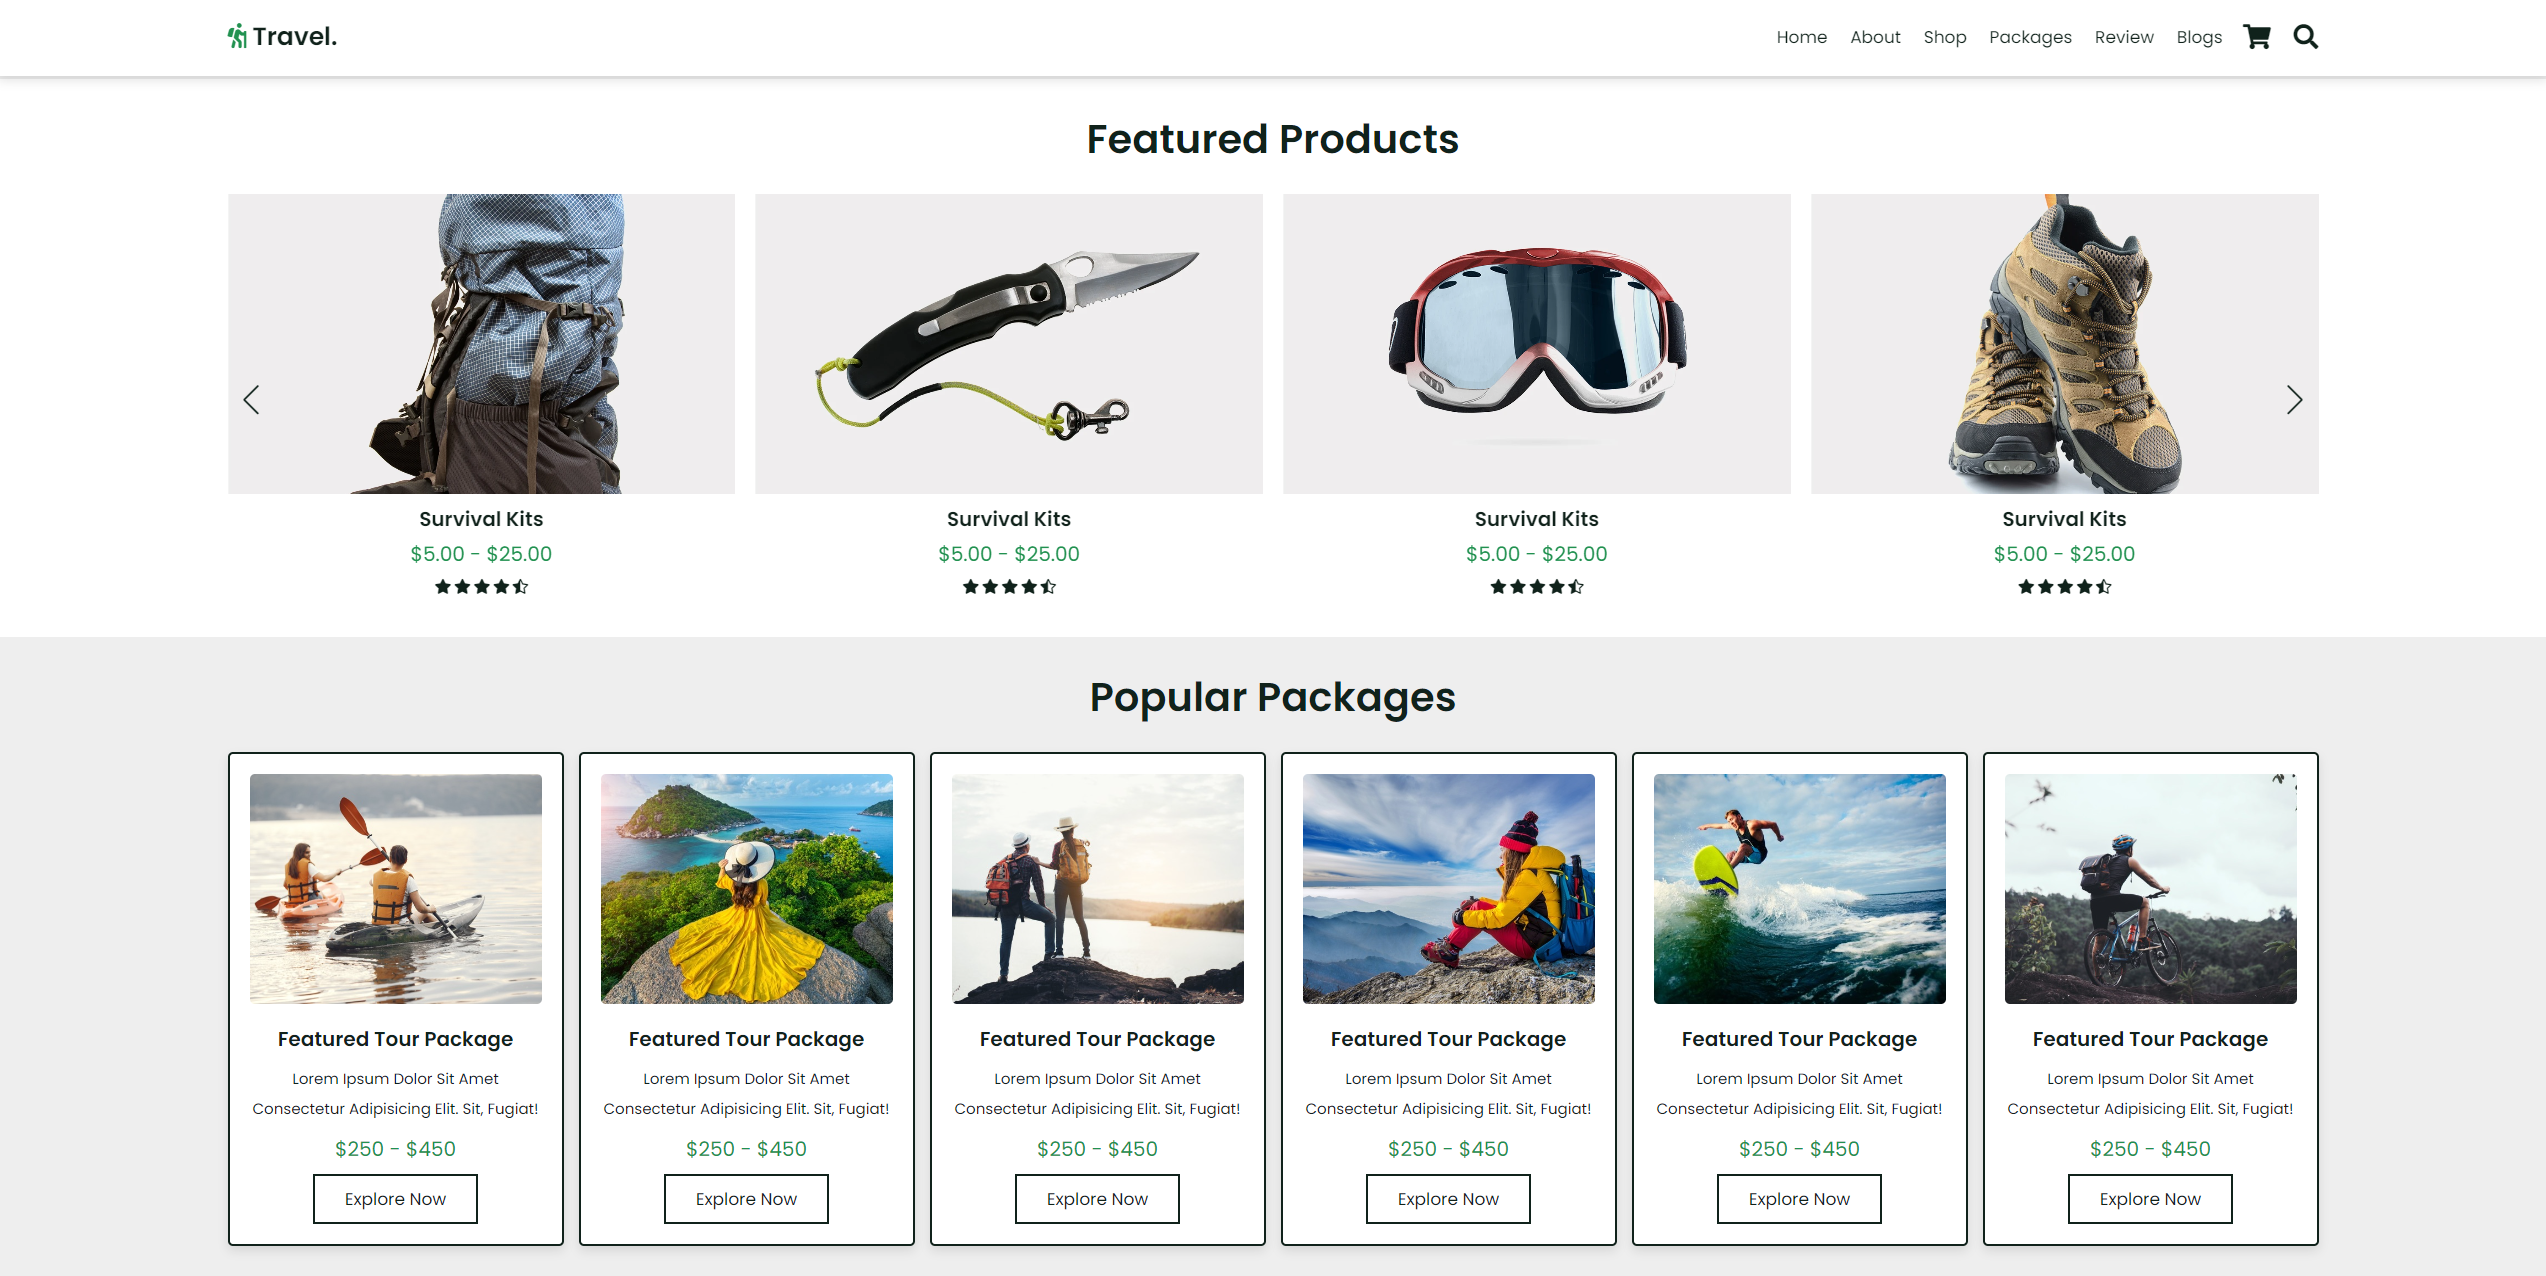 Travel.
Home About Shop Packages Review Blogs
Featured Products
Survival Kits
$5.00 - $25.00
Survival Kits
$5.00 - $25.00
Survival Kits
$5.00 - $25.00
Survival Kits
$5.00 - $25.00
Popular Packages
Featured Tour Package
Lorem Ipsum Dolor Sit Amet
Consectetur Adipisicing Elit. Sit, Fugiat!
$250 - $450
Explore Now
Featured Tour Package
Lorem Ipsum Dolor Sit Amet
Consectetur Adipisicing Elit. Sit, Fugiat!
$250 - $450
Explore Now
Featured Tour Package
Lorem Ipsum Dolor Sit Amet
Consectetur Adipisicing Elit. Sit, Fugiat!
$250 - $450
Explore Now
Featured Tour Package
Lorem Ipsum Dolor Sit Amet
Consectetur Adipisicing Elit. Sit, Fugiat!
$250 - $450
Explore Now
Featured Tour Package
Lorem Ipsum Dolor Sit Amet
Consectetur Adipisicing Elit. Sit, Fugiat!
$250 - $450
Explore Now
Featured Tour Package
Lorem Ipsum Dolor Sit Amet
Consectetur Adipisicing Elit. Sit, Fugiat!
$250 - $450
Explore Now